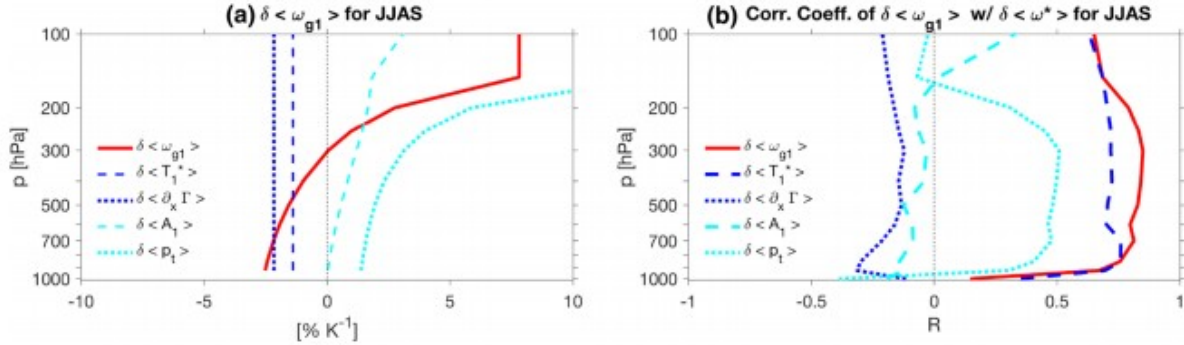 (a) δ < ω_g1 > for JJAS
100
200
300
500
700
1000
p [hPa]
δ < ω_g1 >
δ < T_1^* >
δ < ∂_x Γ >
δ < A_1 >
δ < p_t >
-10 -5 0 5 10
[% K^-1]
(b) Corr. Coeff. of δ < ω_g1 > w/ δ < ω^* > for JJAS
100
200
300
500
700
1000
p [hPa]
δ < ω_g1 >
δ < T_1^* >
δ < ∂_x Γ >
δ < A_1 >
δ < p_t >
-1 -0.5 0 0.5 1
R